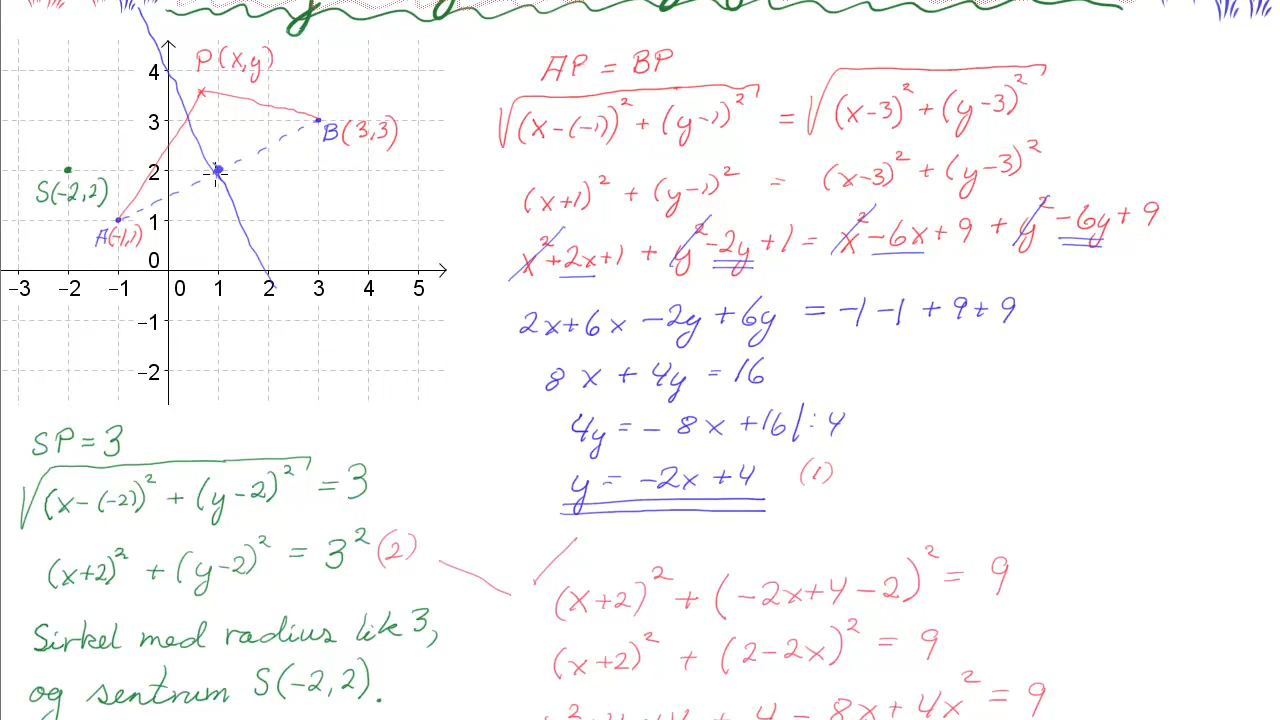 4
P(x,y)
3
B(3,3)
2
S(-2,2)
1
A(-1,1)
0
−3 −2 −1 0 1 2 3 4 5
−1
−2
AP = BP
√((x-(-1))² + (y-1)²) = √((x-3)² + (y-3)²)
(x+1)² + (y-1)² = (x-3)² + (y-3)²
x²+2x+1 + y²-2y+1 = x²-6x+9 + y²-6y+9
2x+6x -2y +6y = -1 -1 + 9 + 9
8x + 4y = 16
4y = -8x +16 |:4
y = -2x +4 (1)
SP = 3
√((x-(-2))² + (y-2)²) = 3
(x+2)² + (y-2)² = 3² (2)
Sirkel med radius lik 3,
og sentrum S(-2,2).
(x+2)² + (-2x+4-2)² = 9
(x+2)² + (2-2x)² = 9
- 8x + 4x² = 9